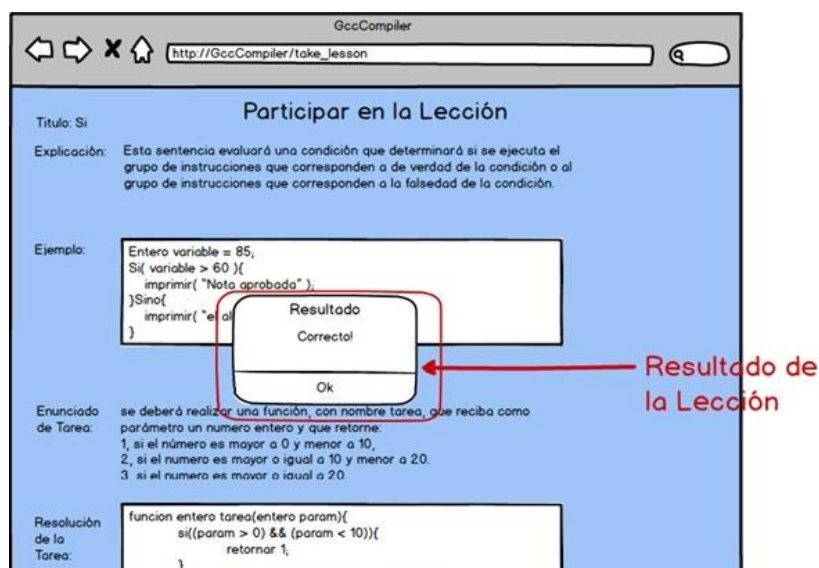 GccCompiler
http://GccCompiler/take_lesson
Participar en la Lección
Titulo: Si
Explicación:
Esta sentencia evaluará una condición que determinará si se ejecuta el
grupo de instrucciones que corresponden a de verdad de la condición o al
grupo de instrucciones que corresponden a la falsedad de la condición.
Ejemplo:
Entero variable = 85;
Si( variable > 60 ){
imprimir( "Nota aprobada" );
}Sino{
imprimir( "el al
}
Resultado
Correcto!
Ok
Resultado de
la Lección
Enunciado
de Tarea:
se deberá realizar una función, con nombre tarea, que reciba como
parámetro un numero entero y que retorne:
1, si el número es mayor a 0 y menor a 10,
2, si el numero es mayor o igual a 10 y menor a 20.
3 si el numero es mayor o igual a 20
Resolución
de la
Tarea:
funcion entero tarea(entero param){
si((param > 0) && (param < 10)){
retornar 1;
}